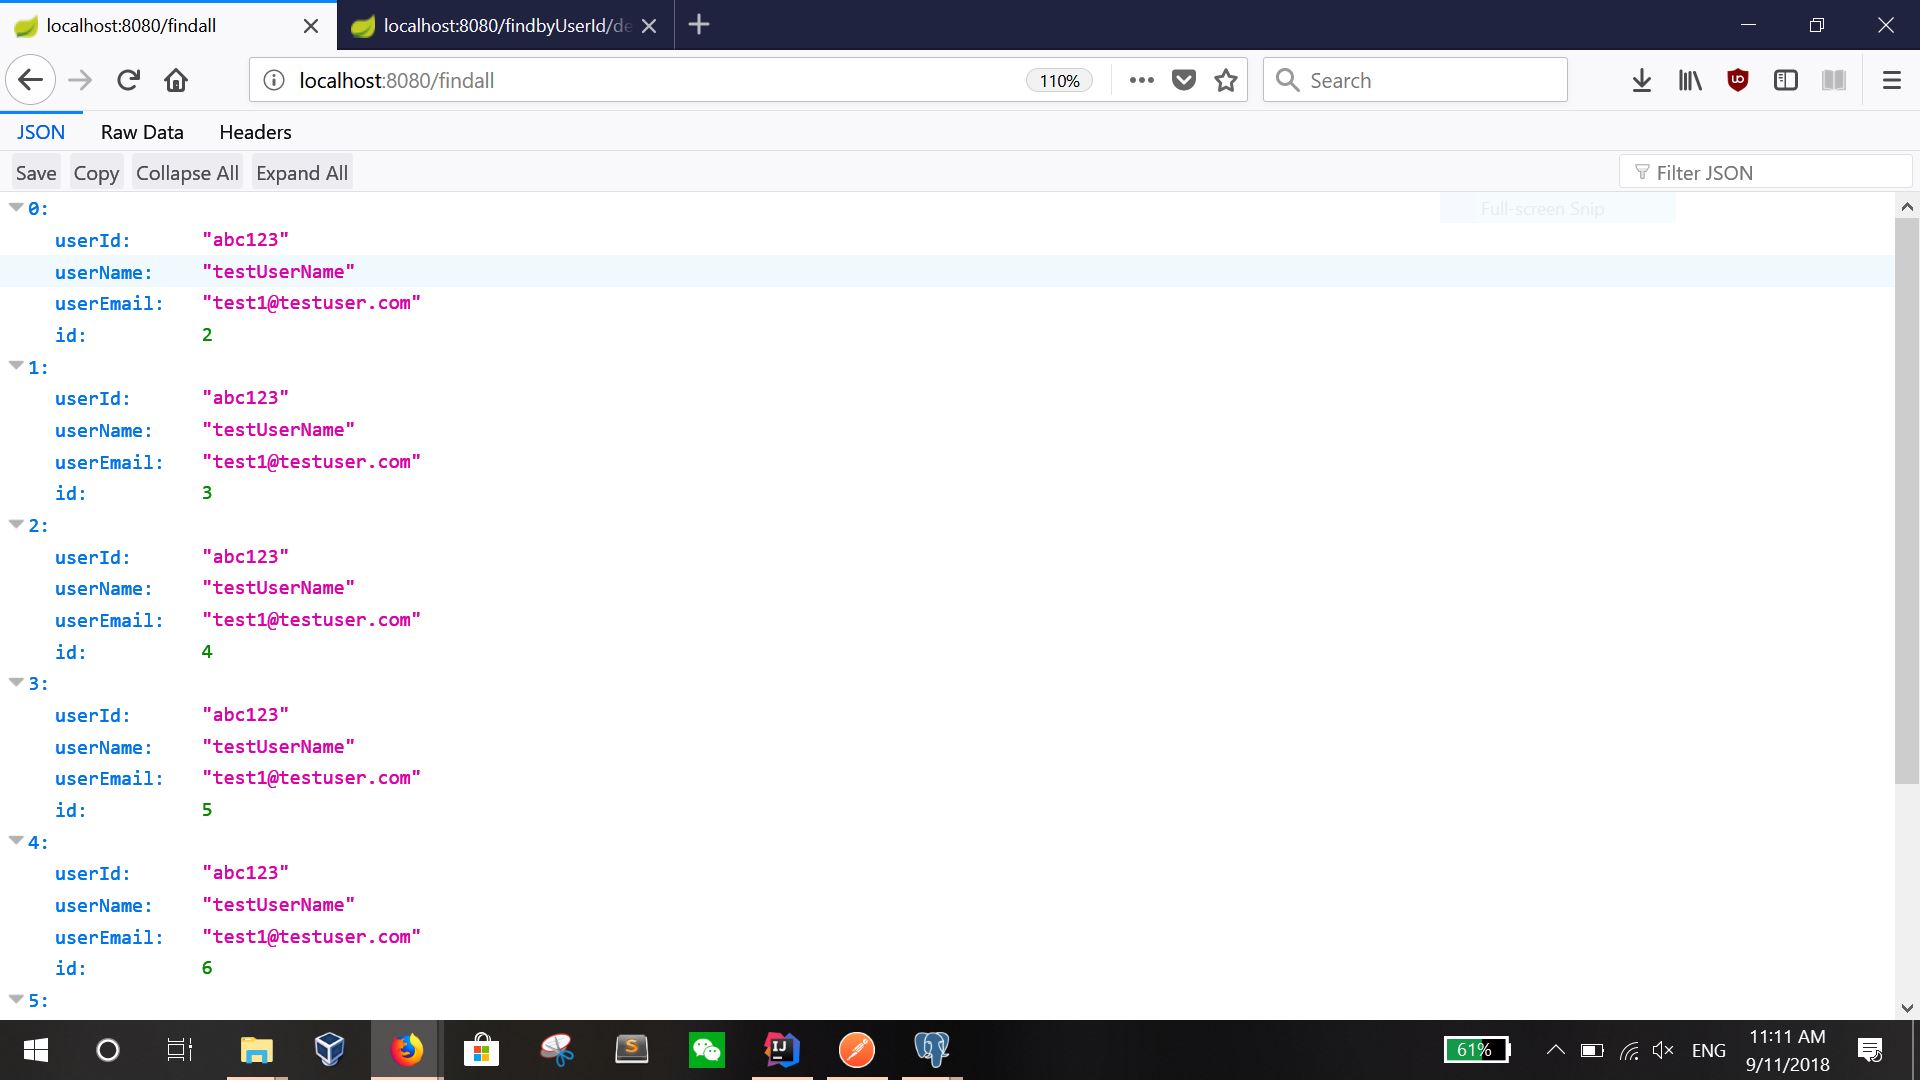 localhost:8080/findall
localhost:8080/findbyUserId/de
localhost:8080/findall
110%
Search
JSON Raw Data Headers
Save Copy Collapse All Expand All
Filter JSON
Full-screen Snip
0:
userId: "abc123"
userName: "testUserName"
userEmail: "test1@testuser.com"
id: 2
1:
userId: "abc123"
userName: "testUserName"
userEmail: "test1@testuser.com"
id: 3
2:
userId: "abc123"
userName: "testUserName"
userEmail: "test1@testuser.com"
id: 4
3:
userId: "abc123"
userName: "testUserName"
userEmail: "test1@testuser.com"
id: 5
4:
userId: "abc123"
userName: "testUserName"
userEmail: "test1@testuser.com"
id: 6
5:
S
IJ
61%
ENG
11:11 AM
9/11/2018